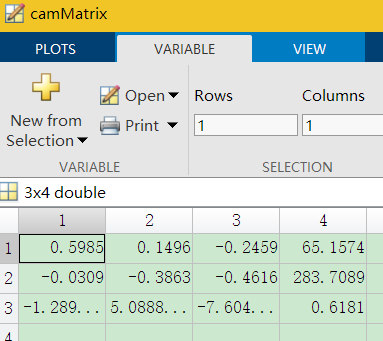 camMatrix
PLOTS VARIABLE VIEW
New from Selection
Open
Print
VARIABLE
Rows Columns
1 1
SELECTION
3x4 double
1 2 3 4
1 0.5985 0.1496 -0.2459 65.1574
2 -0.0309 -0.3863 -0.4616 283.7089
3 -1.289... 5.0888... -7.604... 0.6181
4